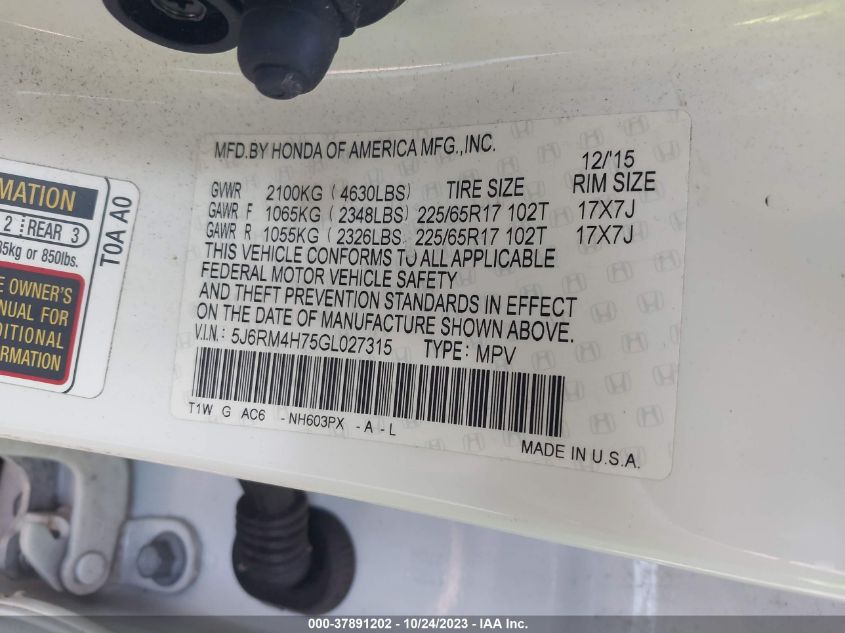 MFD.BY HONDA OF AMERICA MFG.,INC.
12/'15
GVWR 2100KG (4630LBS) TIRE SIZE RIM SIZE
GAWR F 1065KG (2348LBS) 225/65R17 102T 17X7J
GAWR R 1055KG (2326LBS 225/65R17 102T 17X7J
THIS VEHICLE CONFORMS TO ALL APPLICABLE
FEDERAL MOTOR VEHICLE SAFETY
AND THEFT PREVENTION STANDARDS IN EFFECT
ON THE DATE OF MANUFACTURE SHOWN ABOVE.
V.I.N.: 5J6RM4H75GL027315 TYPE: MPV
T1W G AC6 -NH603PX -A-L
MADE IN U.S.A.
MATION
2 REAR 3
85kg or 850lbs.
T0A A0
E OWNER'S
ANUAL FOR
DITIONAL
ORMATION
000-37891202 - 10/24/2023 - IAA Inc.